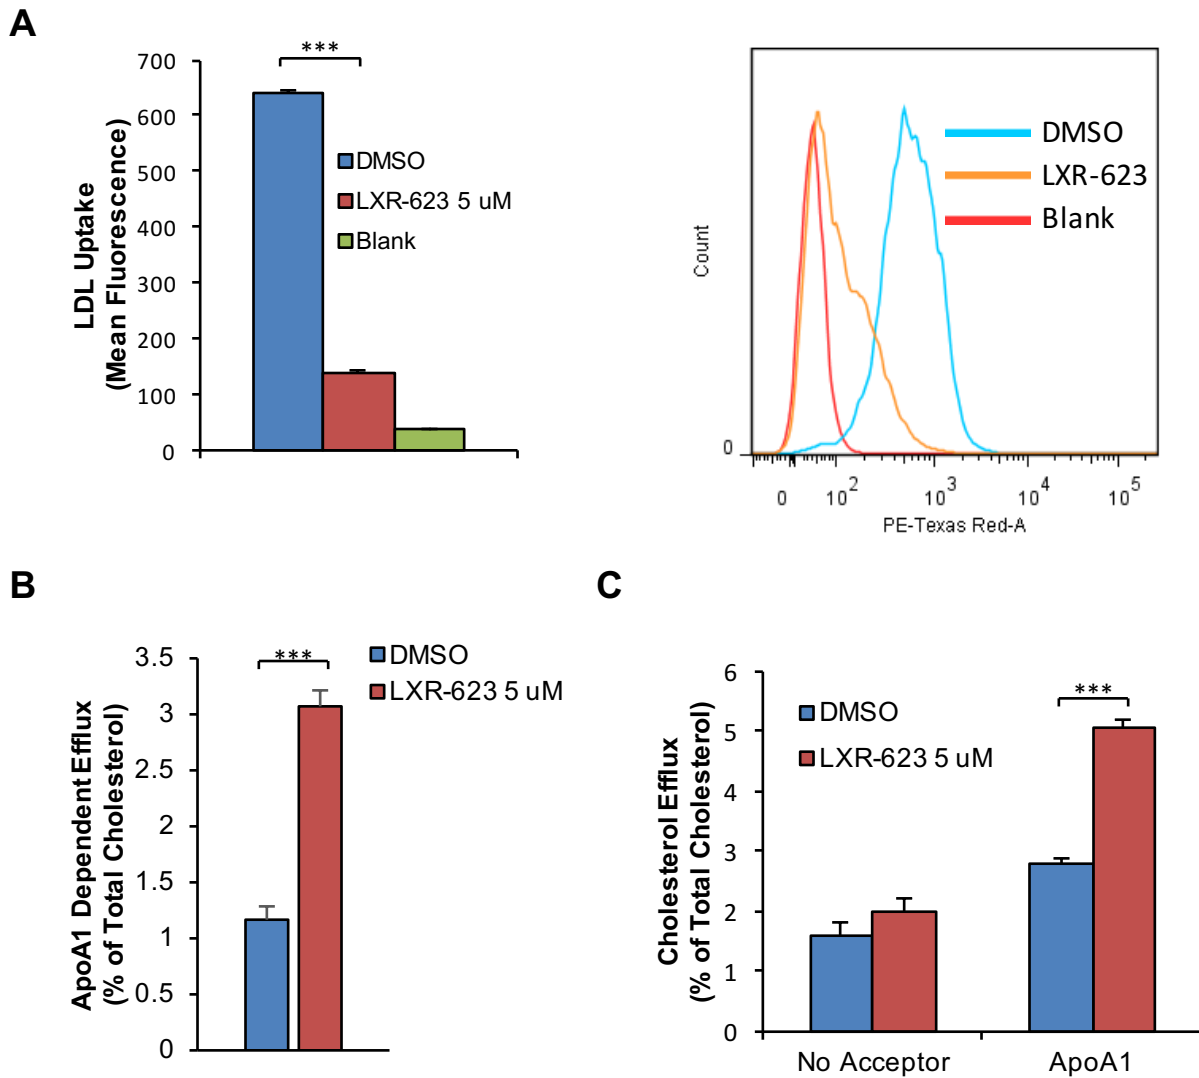 A
700
600
500
400
300
200
100
0
LDL Uptake
(Mean Fluorescence)
***
DMSO
LXR-623 5 uM
Blank
Count
0
DMSO
LXR-623
Blank
0 10^2 10^3 10^4 10^5
PE-Texas Red-A
B
3.5
3
2.5
2
1.5
1
0.5
0
ApoA1 Dependent Efflux
(% of Total Cholesterol)
***
DMSO
LXR-623 5 uM
C
6
5
4
3
2
1
0
Cholesterol Efflux
(% of Total Cholesterol)
DMSO
LXR-623 5 uM
***
No Acceptor ApoA1